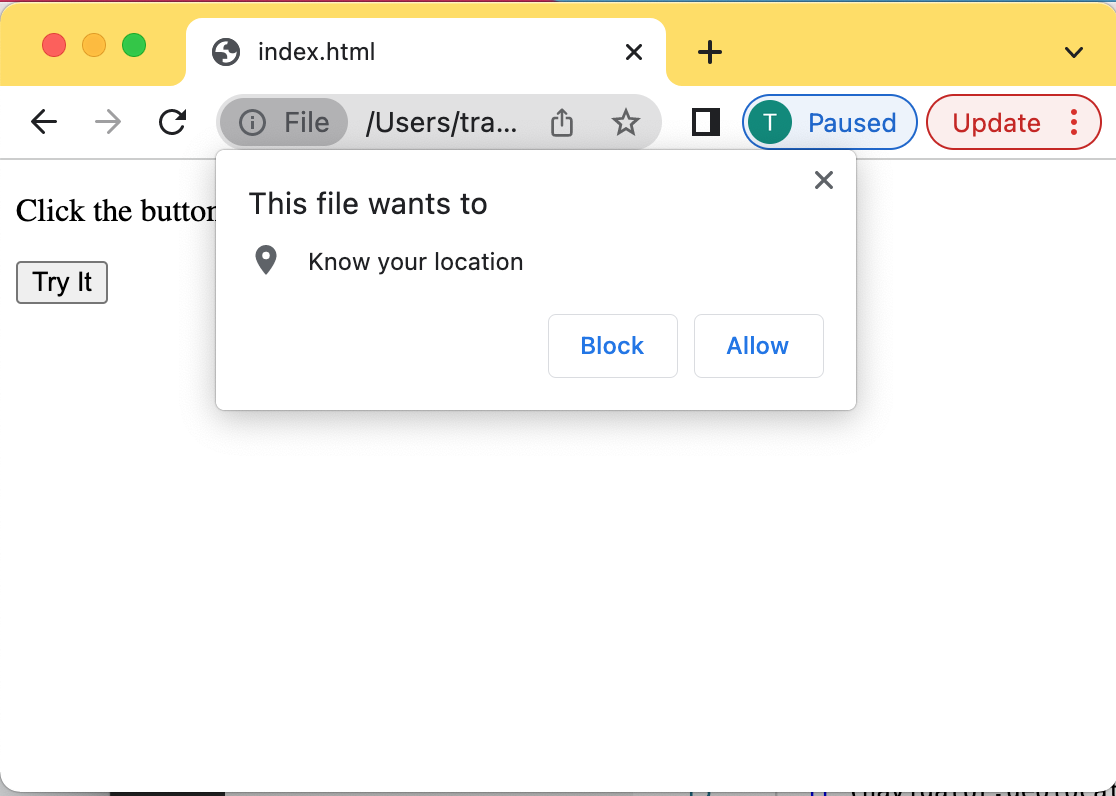 index.html
File /Users/tra... T Paused Update
This file wants to
Click the button
Know your location
Try It
Block Allow